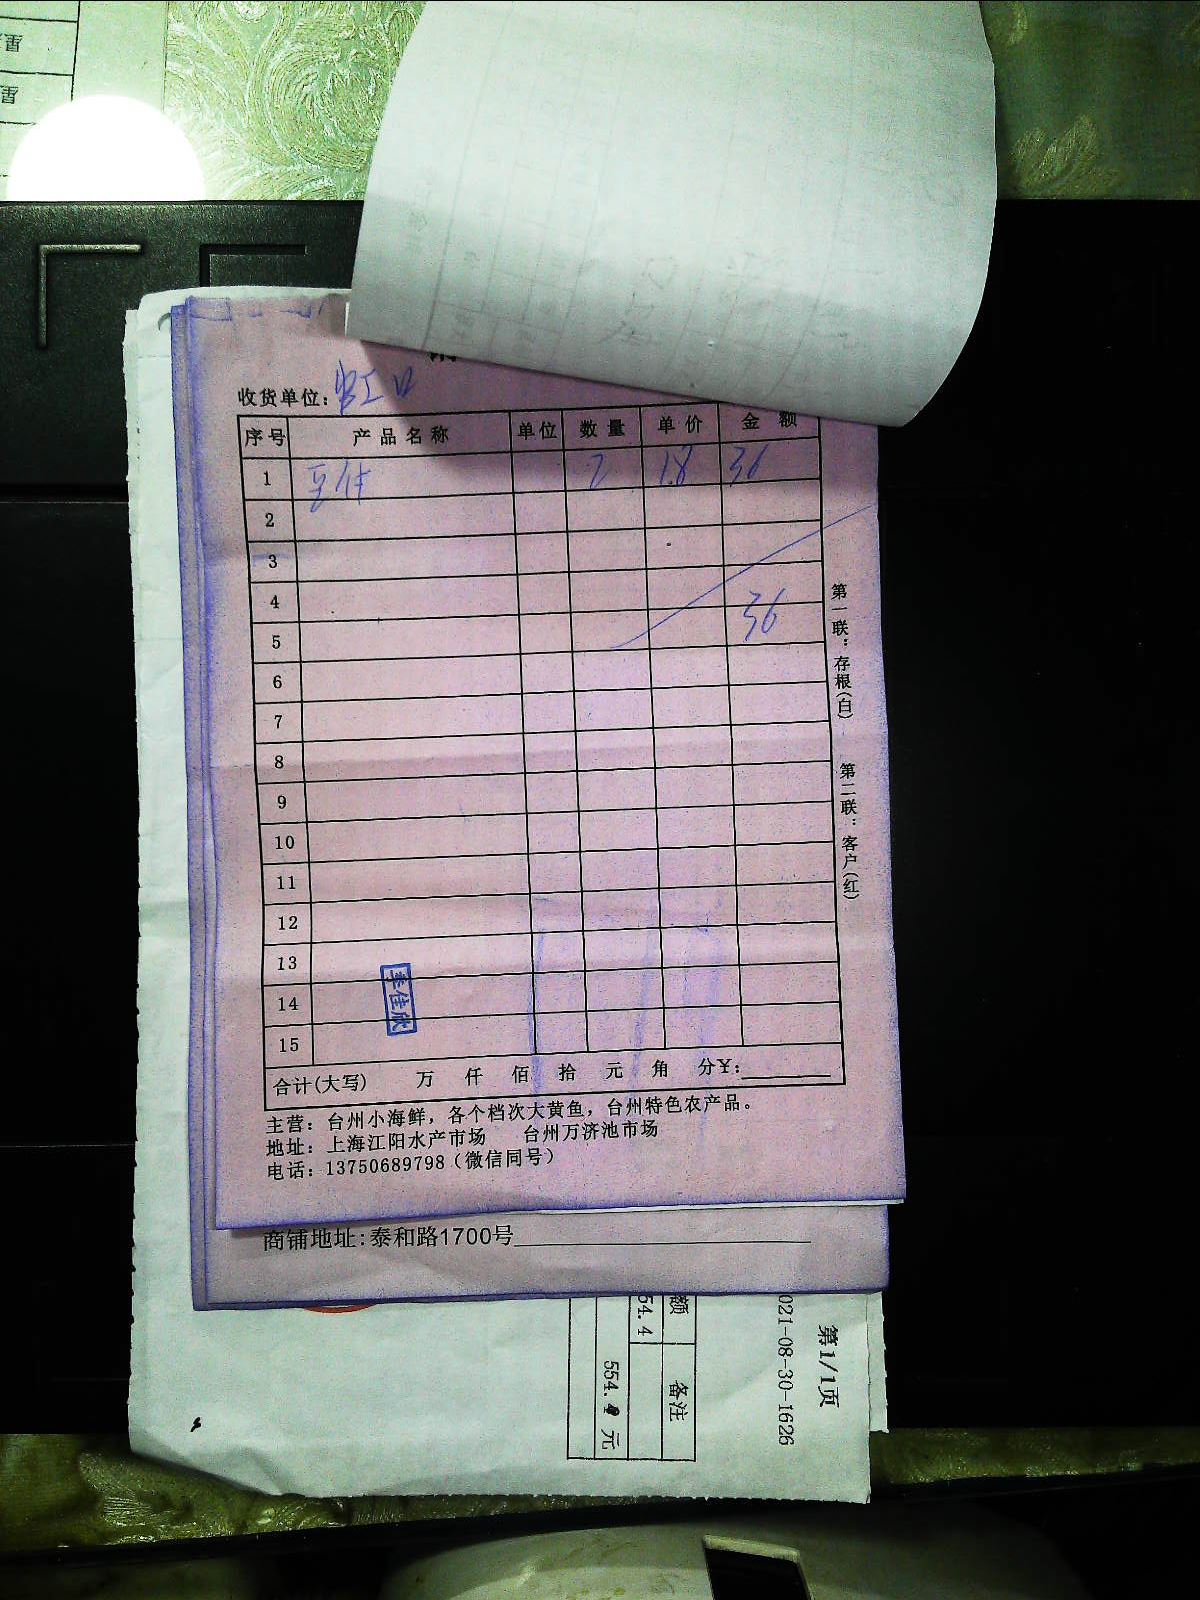 收货单位：虹口
序号 产品名称 单位 数量 单价 金额
1 2 18 36
2
3
4
5 36
6
7
8
9
10
11
12
13
14
15
李佳欣
合计(大写) 万 仟 佰 拾 元 角 分¥：
主营：台州小海鲜，各个档次大黄鱼，台州特色农产品。
地址：上海江阳水产市场 台州万济池市场
电话：13750689798（微信同号）
第一联：存根(白) 第二联：客户(红)
商铺地址:泰和路1700号
第1/1页
021-08-30-1626
额 备注
54.4
554.4 元